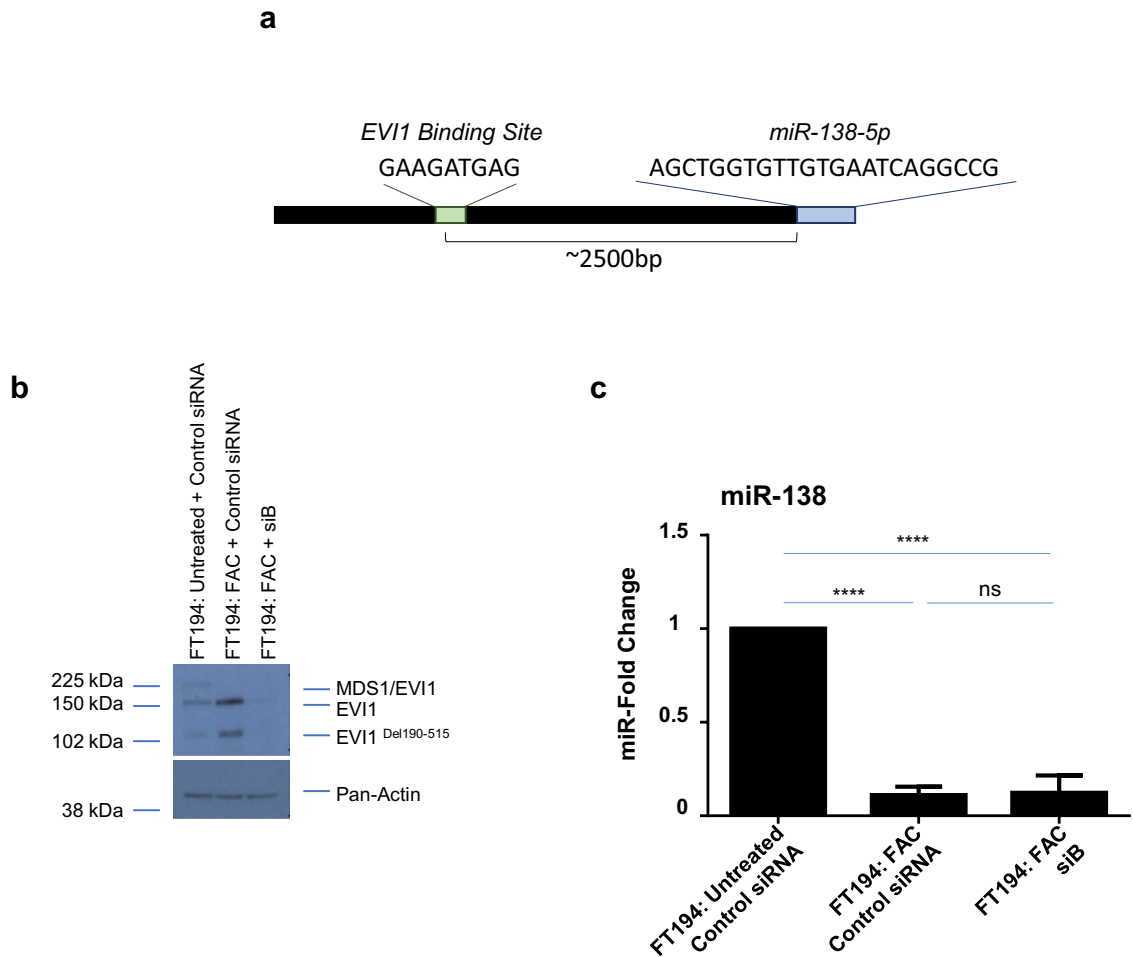 a
EVI1 Binding Site
GAAGATGAG
miR-138-5p
AGCTGGTGTTGTGAATCAGGCCG
~2500bp
b
FT194: Untreated + Control siRNA
FT194: FAC + Control siRNA
FT194: FAC + siB
225 kDa
150 kDa
102 kDa
38 kDa
MDS1/EVI1
EVI1
EVI1 Del190-515
Pan-Actin
c
miR-138
miR-Fold Change
1.5
1
0.5
0
****
****
ns
FT194: Untreated
Control siRNA
FT194: FAC
Control siRNA
FT194: FAC
siB